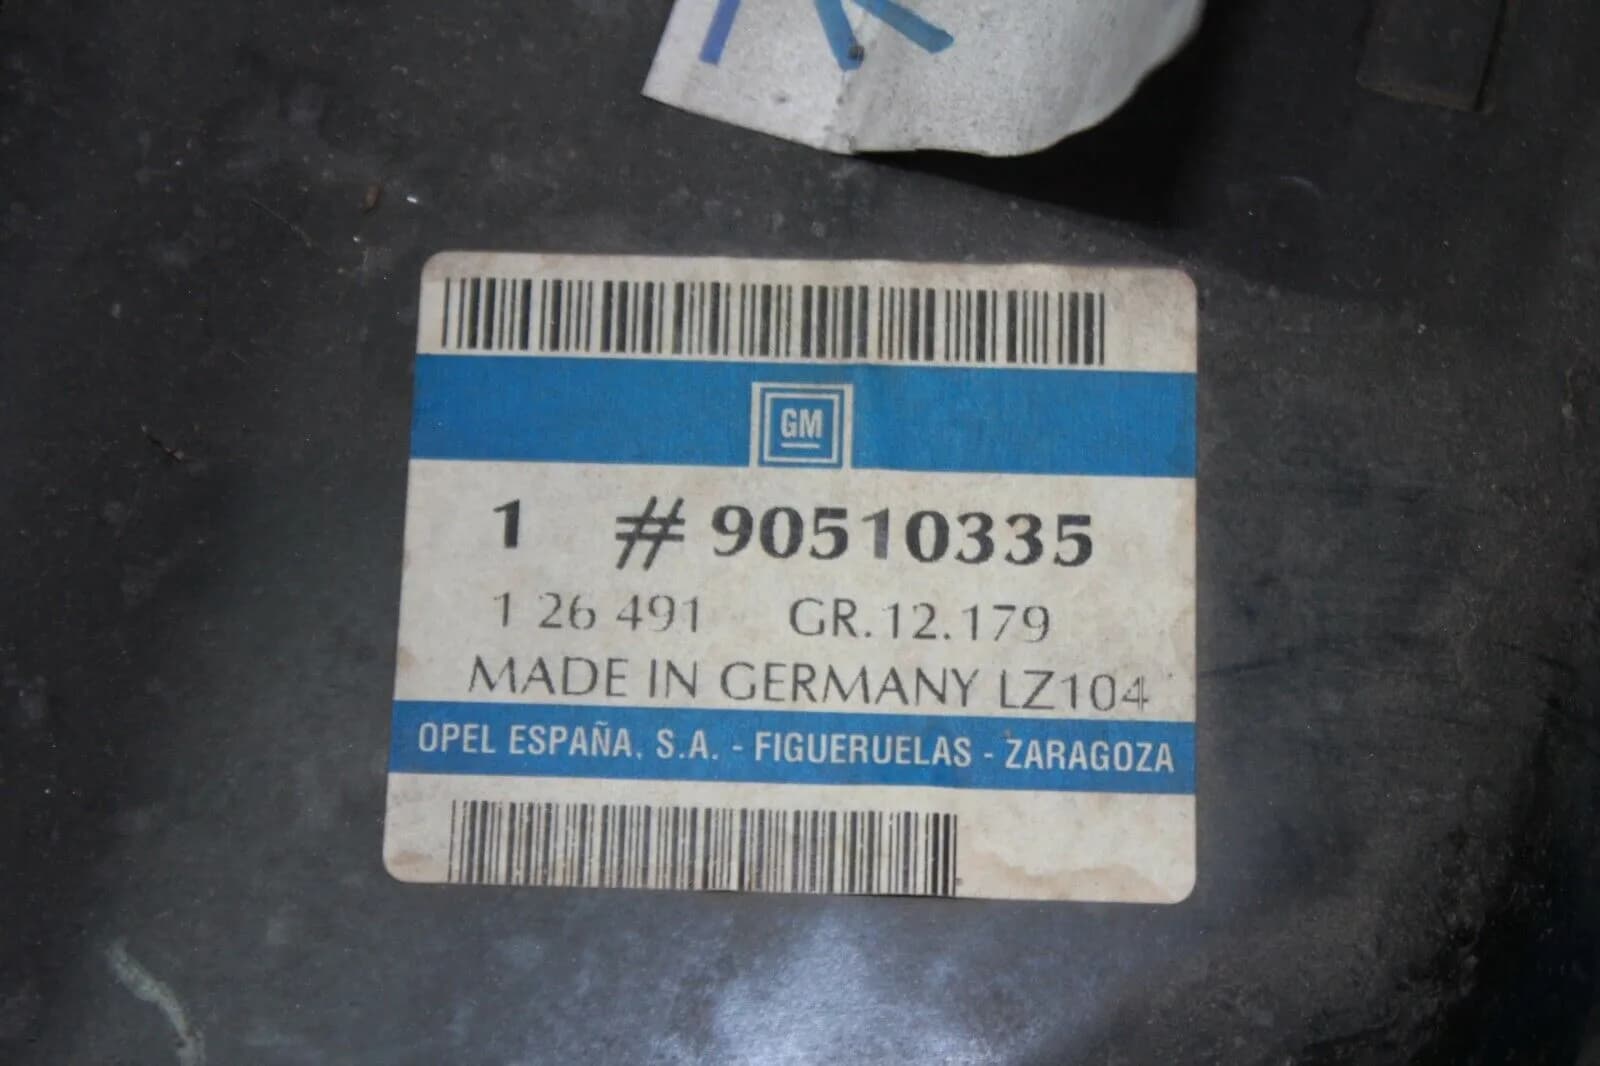 GM
1 # 90510335
1 26 491 GR.12.179
MADE IN GERMANY LZ104
OPEL ESPAÑA, S.A. - FIGUERUELAS - ZARAGOZA